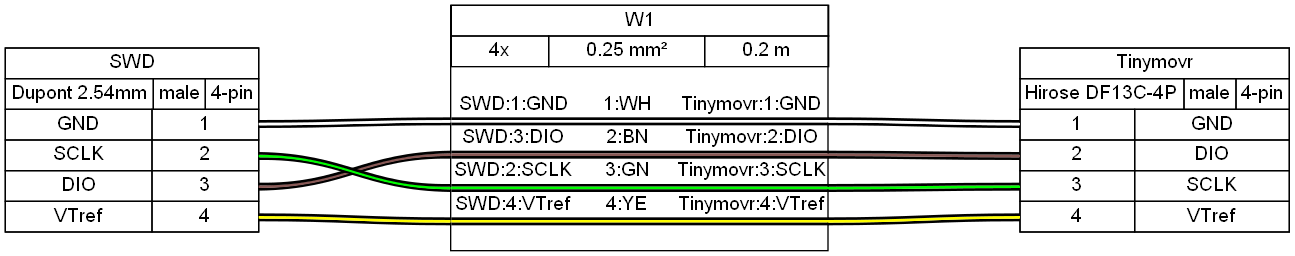 W1
4x 0.25 mm² 0.2 m
SWD
Dupont 2.54mm male 4-pin
GND 1
SCLK 2
DIO 3
VTref 4
SWD:1:GND 1:WH Tinymovr:1:GND
SWD:3:DIO 2:BN Tinymovr:2:DIO
SWD:2:SCLK 3:GN Tinymovr:3:SCLK
SWD:4:VTref 4:YE Tinymovr:4:VTref
Tinymovr
Hirose DF13C-4P male 4-pin
1 GND
2 DIO
3 SCLK
4 VTref